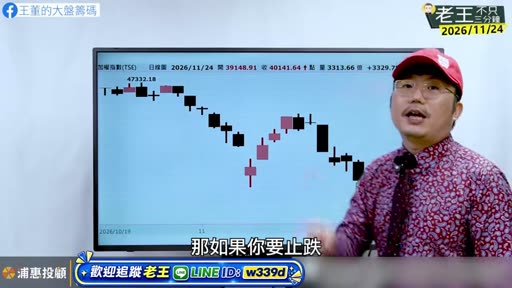 王董的大盤籌碼
老王 不只三分鐘
2026/11/24
加權指數(TSE) 日線圖 2026/11/24 開 39148.91 收 40141.64↑點 量 3313.66 億
47332.18
2026/10/19
11
那如果你要止跌
浦惠投顧
歡迎追蹤 老王 LINE ID: w339d